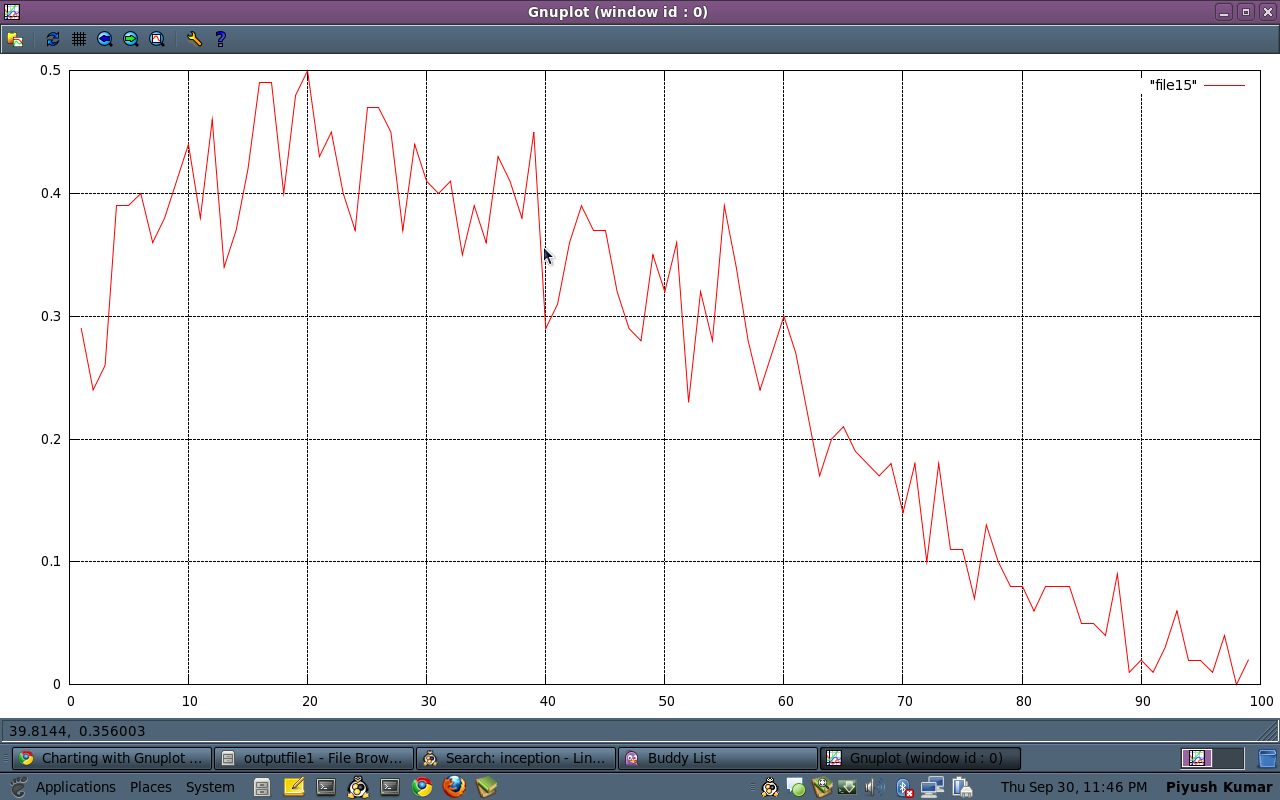 Gnuplot (window id : 0)
"file15"
0.5
0.4
0.3
0.2
0.1
0
0 10 20 30 40 50 60 70 80 90 100
39.8144, 0.356003
Charting with Gnuplot ... outputfile1 - File Brow... Search: inception - Lin... Buddy List Gnuplot (window id : 0)
Applications Places System Thu Sep 30, 11:46 PM Piyush Kumar